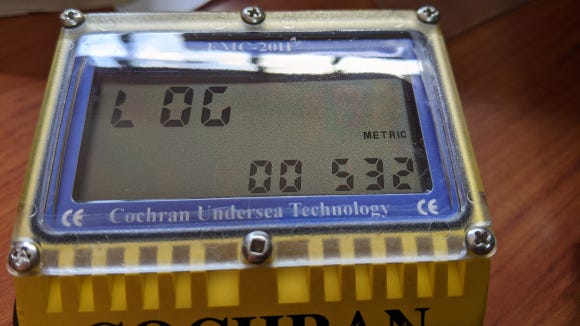 EMC-20H
LOG
METRIC
00 532
CE Cochran Undersea Technology CE
COCHRAN